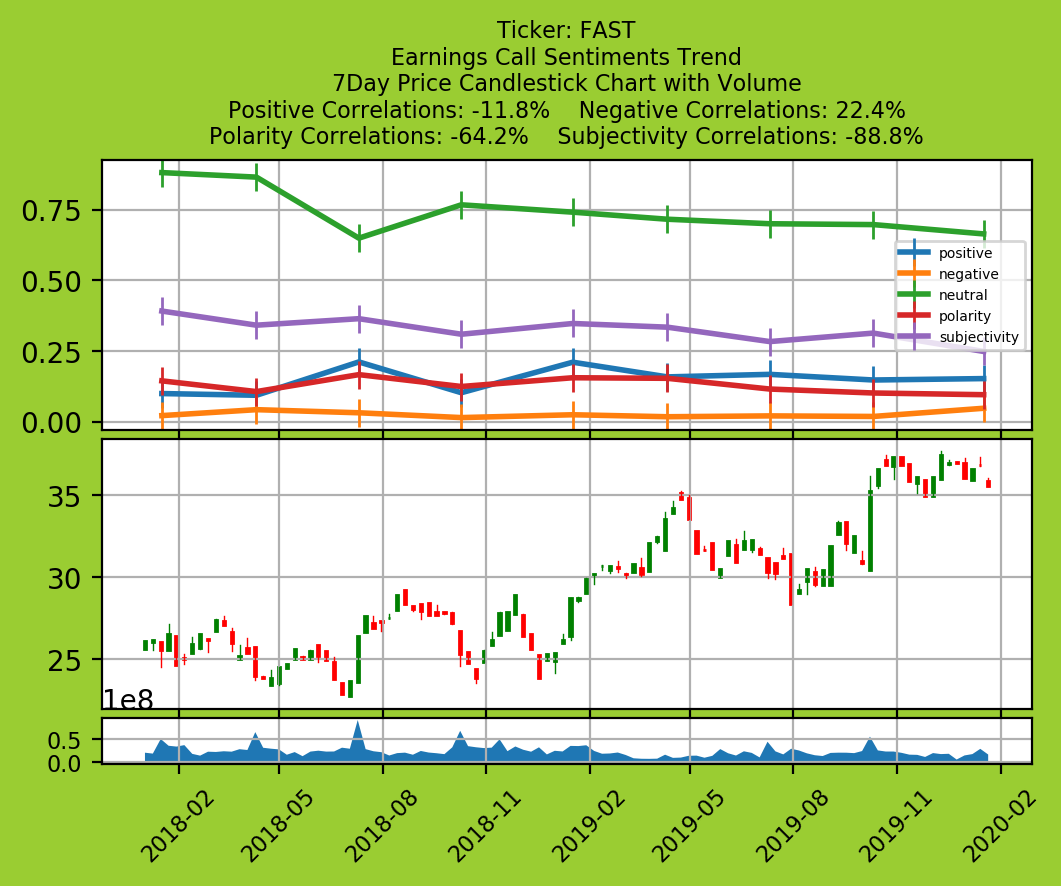 Ticker: FAST
Earnings Call Sentiments Trend
7Day Price Candlestick Chart with Volume
Positive Correlations: -11.8%    Negative Correlations: 22.4%
Polarity Correlations: -64.2%    Subjectivity Correlations: -88.8%
0.75
0.50
0.25
0.00
positive
negative
neutral
polarity
subjectivity
35
30
25
1e8
0.5
0.0
2018-02
2018-05
2018-08
2018-11
2019-02
2019-05
2019-08
2019-11
2020-02